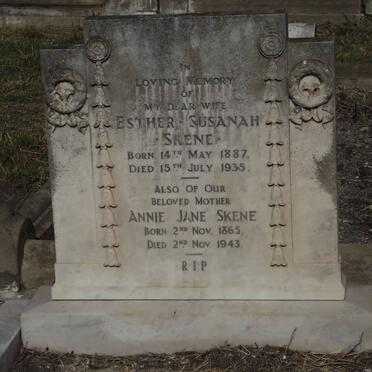 IN
LOVING MEMORY
OF
MY DEAR WIFE
ESTHER SUSANAH
SKENE
BORN 14TH MAY 1887.
DIED 15TH JULY 1935.
ALSO OF OUR
BELOVED MOTHER
ANNIE JANE SKENE
BORN 2ND NOV. 1865.
DIED 2ND NOV. 1943.
R I P